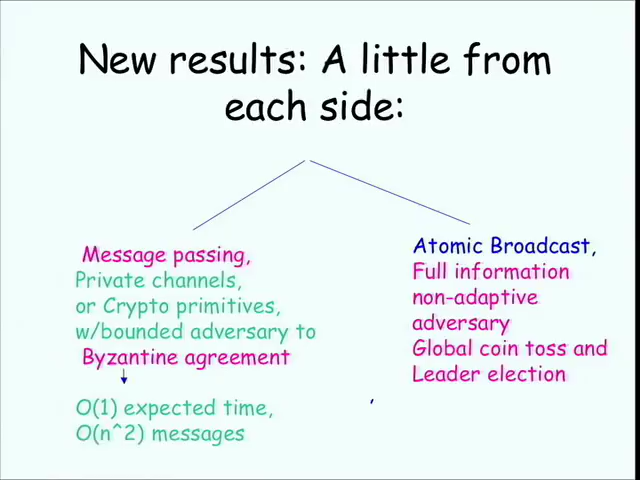 New results: A little from
each side:
Message passing,
Private channels,
or Crypto primitives,
w/bounded adversary to
Byzantine agreement
O(1) expected time,
O(n^2) messages
Atomic Broadcast,
Full information
non-adaptive
adversary
Global coin toss and
Leader election
,